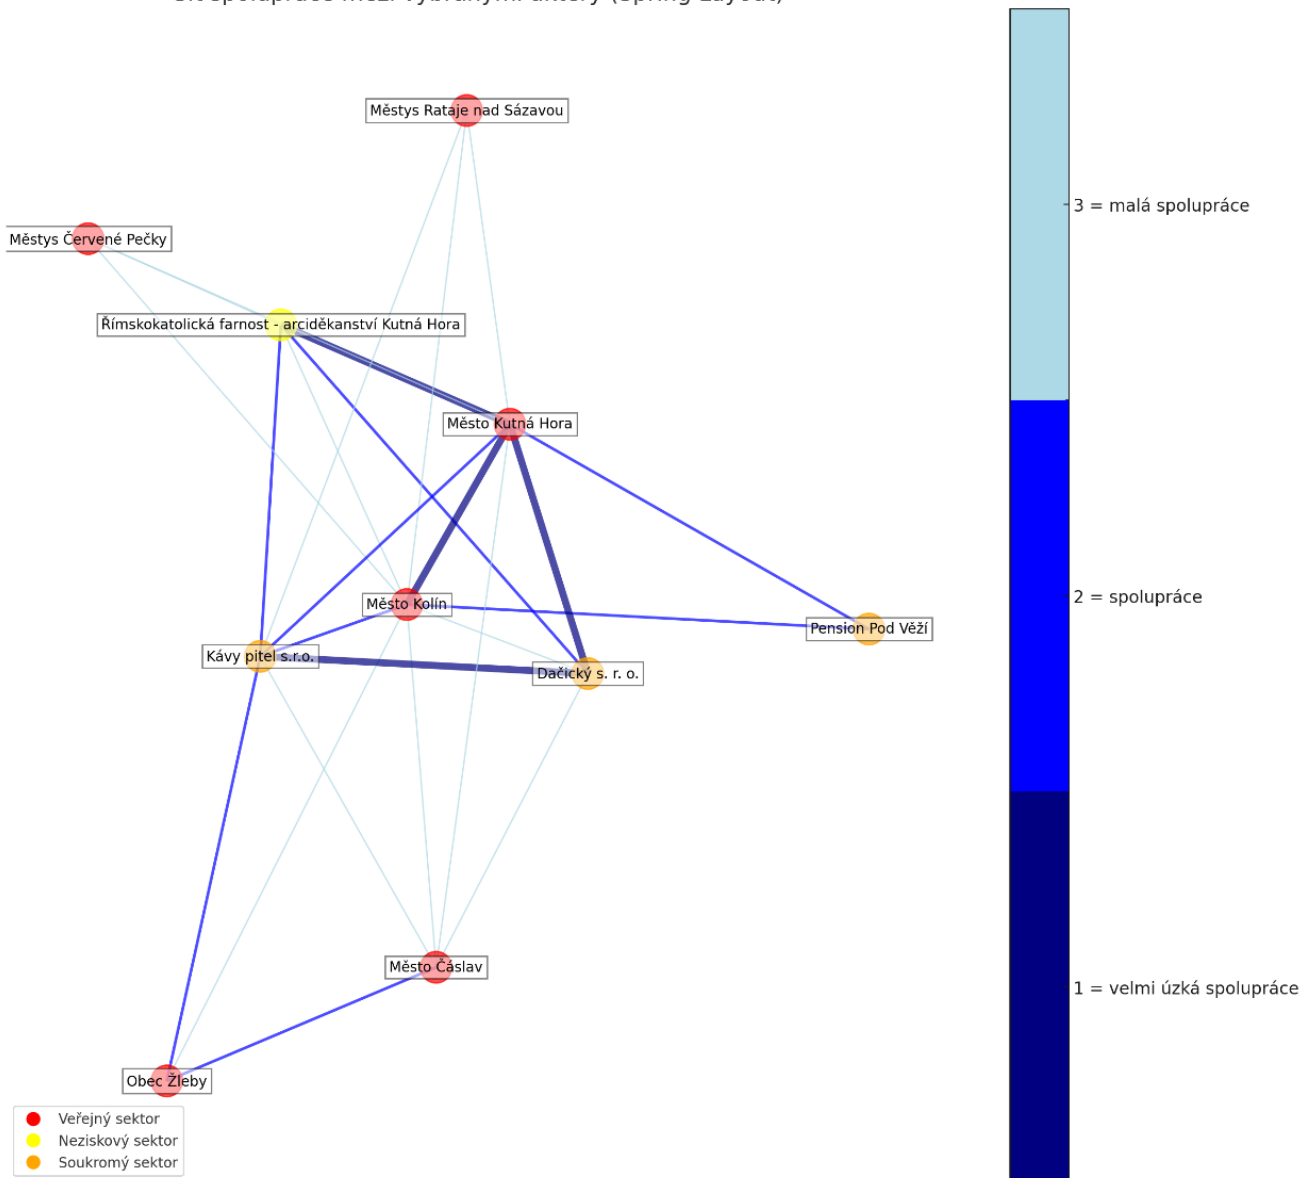 Městys Rataje nad Sázavou
Městys Červené Pečky
Římskokatolická farnost - arciděkanství Kutná Hora
Město Kutná Hora
Město Kolín
Pension Pod Věží
Kávy pitel s.r.o.
Dačický s. r. o.
Město Čáslav
Obec Žleby
Veřejný sektor
Neziskový sektor
Soukromý sektor
3 = malá spolupráce
2 = spolupráce
1 = velmi úzká spolupráce